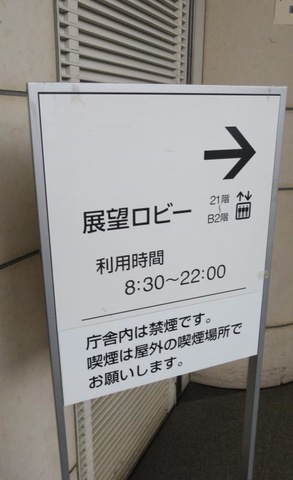 展望ロビー
21階
~
B2階
利用時間
8:30~22:00
庁舎内は禁煙です。
喫煙は屋外の喫煙場所で
お願いします。